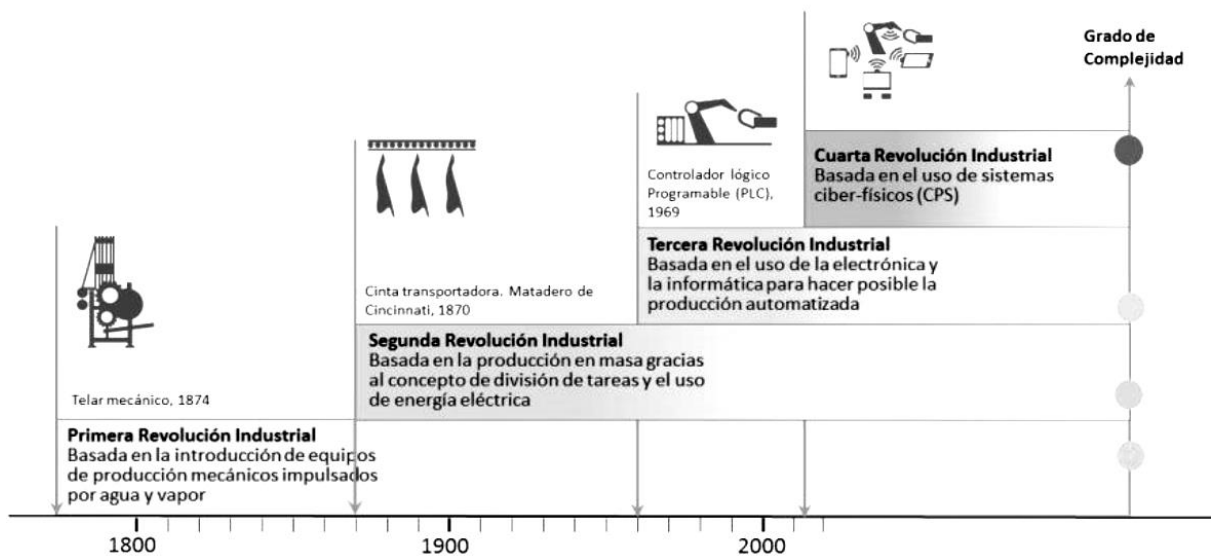 Grado de
Complejidad
Cuarta Revolución Industrial
Basada en el uso de sistemas
ciber-físicos (CPS)
Controlador lógico
Programable (PLC),
1969
Tercera Revolución Industrial
Basada en el uso de la electrónica y
la informática para hacer posible la
producción automatizada
Cinta transportadora. Matadero de
Cincinnati, 1870
Segunda Revolución Industrial
Basada en la producción en masa gracias
al concepto de división de tareas y el uso
de energía eléctrica
Telar mecánico, 1874
Primera Revolución Industrial
Basada en la introducción de equipos
de producción mecánicos impulsados
por agua y vapor
1800
1900
2000